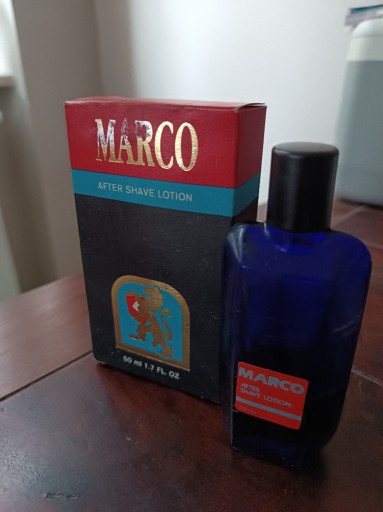 MARCO
AFTER SHAVE LOTION
50 ml 1.7 FL. OZ
MARCO
AFTER
SHAVE LOTION